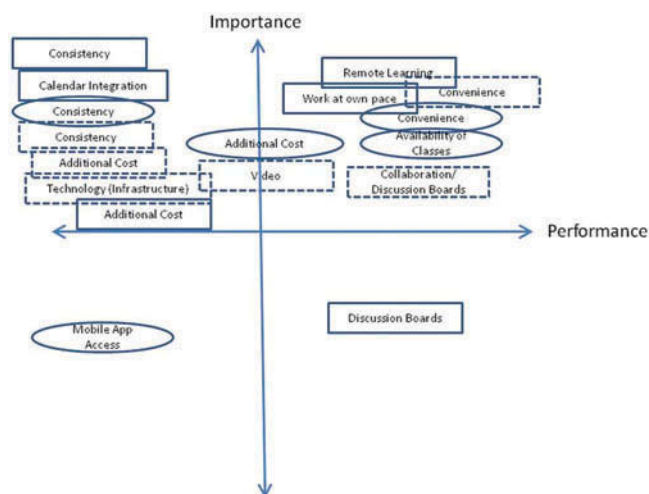 Importance
Consistency
Calendar Integration
Consistency
Consistency
Additional Cost
Technology (Infrastructure)
Additional Cost
Additional Cost
Video
Remote Learning
Work at own pace
Convenience
Convenience
Availability of
Classes
Collaboration/
Discussion Boards
Performance
Mobile App
Access
Discussion Boards